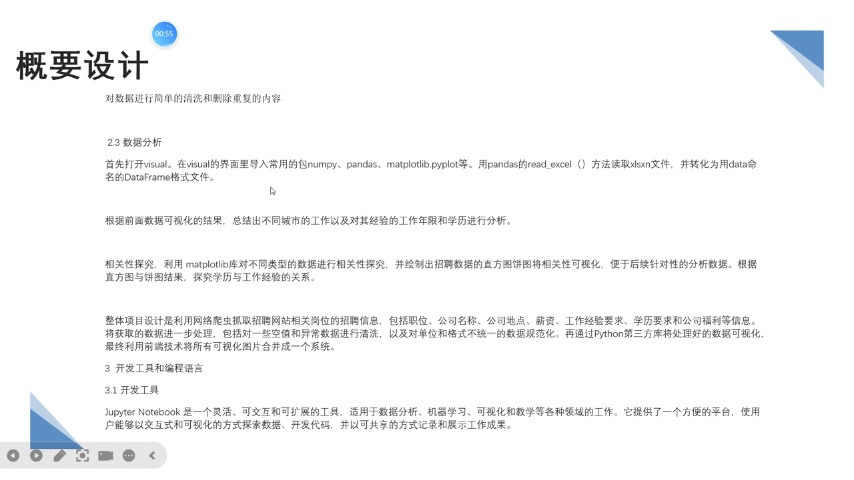 00:55
概要设计
对数据进行简单的清洗和删除重复的内容
2.3 数据分析
首先打开visual。在visual的界面里导入常用的包numpy、pandas、matplotlib.pyplot等。用pandas的read_excel（）方法读取xlsxn文件，并转化为用data命
名的DataFrame格式文件。
根据前面数据可视化的结果，总结出不同城市的工作以及对其经验的工作年限和学历进行分析。
相关性探究，利用 matplotlib库对不同类型的数据进行相关性探究，并绘制出招聘数据的直方图饼图将相关性可视化，便于后续针对性的分析数据。根据
直方图与饼图结果，探究学历与工作经验的关系。
整体项目设计是利用网络爬虫抓取招聘网站相关岗位的招聘信息，包括职位、公司名称、公司地点、薪资、工作经验要求、学历要求和公司福利等信息。
将获取的数据进一步处理，包括对一些空值和异常数据进行清洗，以及对单位和格式不统一的数据规范化。再通过Python第三方库将处理好的数据可视化，
最终利用前端技术将所有可视化图片合并成一个系统。
3 开发工具和编程语言
3.1 开发工具
Jupyter Notebook 是一个灵活、可交互和可扩展的工具，适用于数据分析、机器学习、可视化和教学等各种领域的工作。它提供了一个方便的平台，使用
户能够以交互式和可视化的方式探索数据、开发代码，并以可共享的方式记录和展示工作成果。